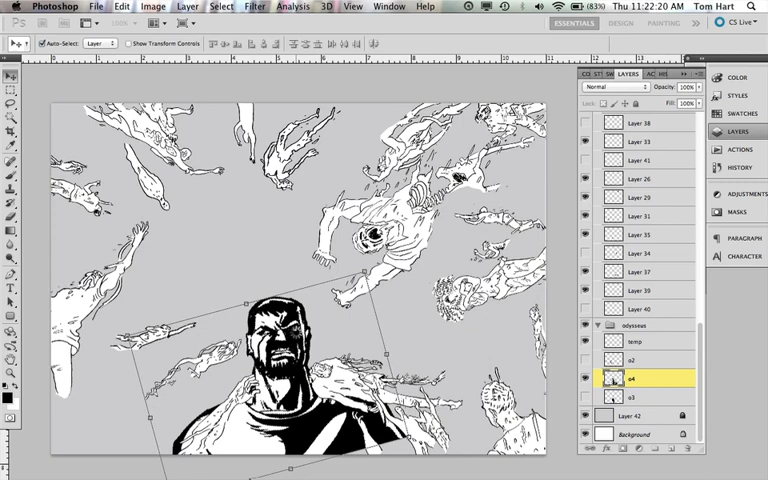 Photoshop File Edit Image Layer Select Filter Analysis 3D View Window Help (83%) Thu 11:22:20 AM Tom Hart
Ps 100% ESSENTIALS DESIGN PAINTING CS Live
Auto-Select: Layer Show Transform Controls
LAYERS
Normal Opacity: 100%
Lock: Fill: 100%
Layer 38
Layer 33
Layer 41
Layer 26
Layer 29
Layer 31
Layer 35
Layer 34
Layer 37
Layer 39
Layer 40
odysseus
temp
o2
o4
o3
Layer 42
Background
COLOR
STYLES
SWATCHES
LAYERS
ACTIONS
HISTORY
ADJUSTMENTS
MASKS
PARAGRAPH
CHARACTER